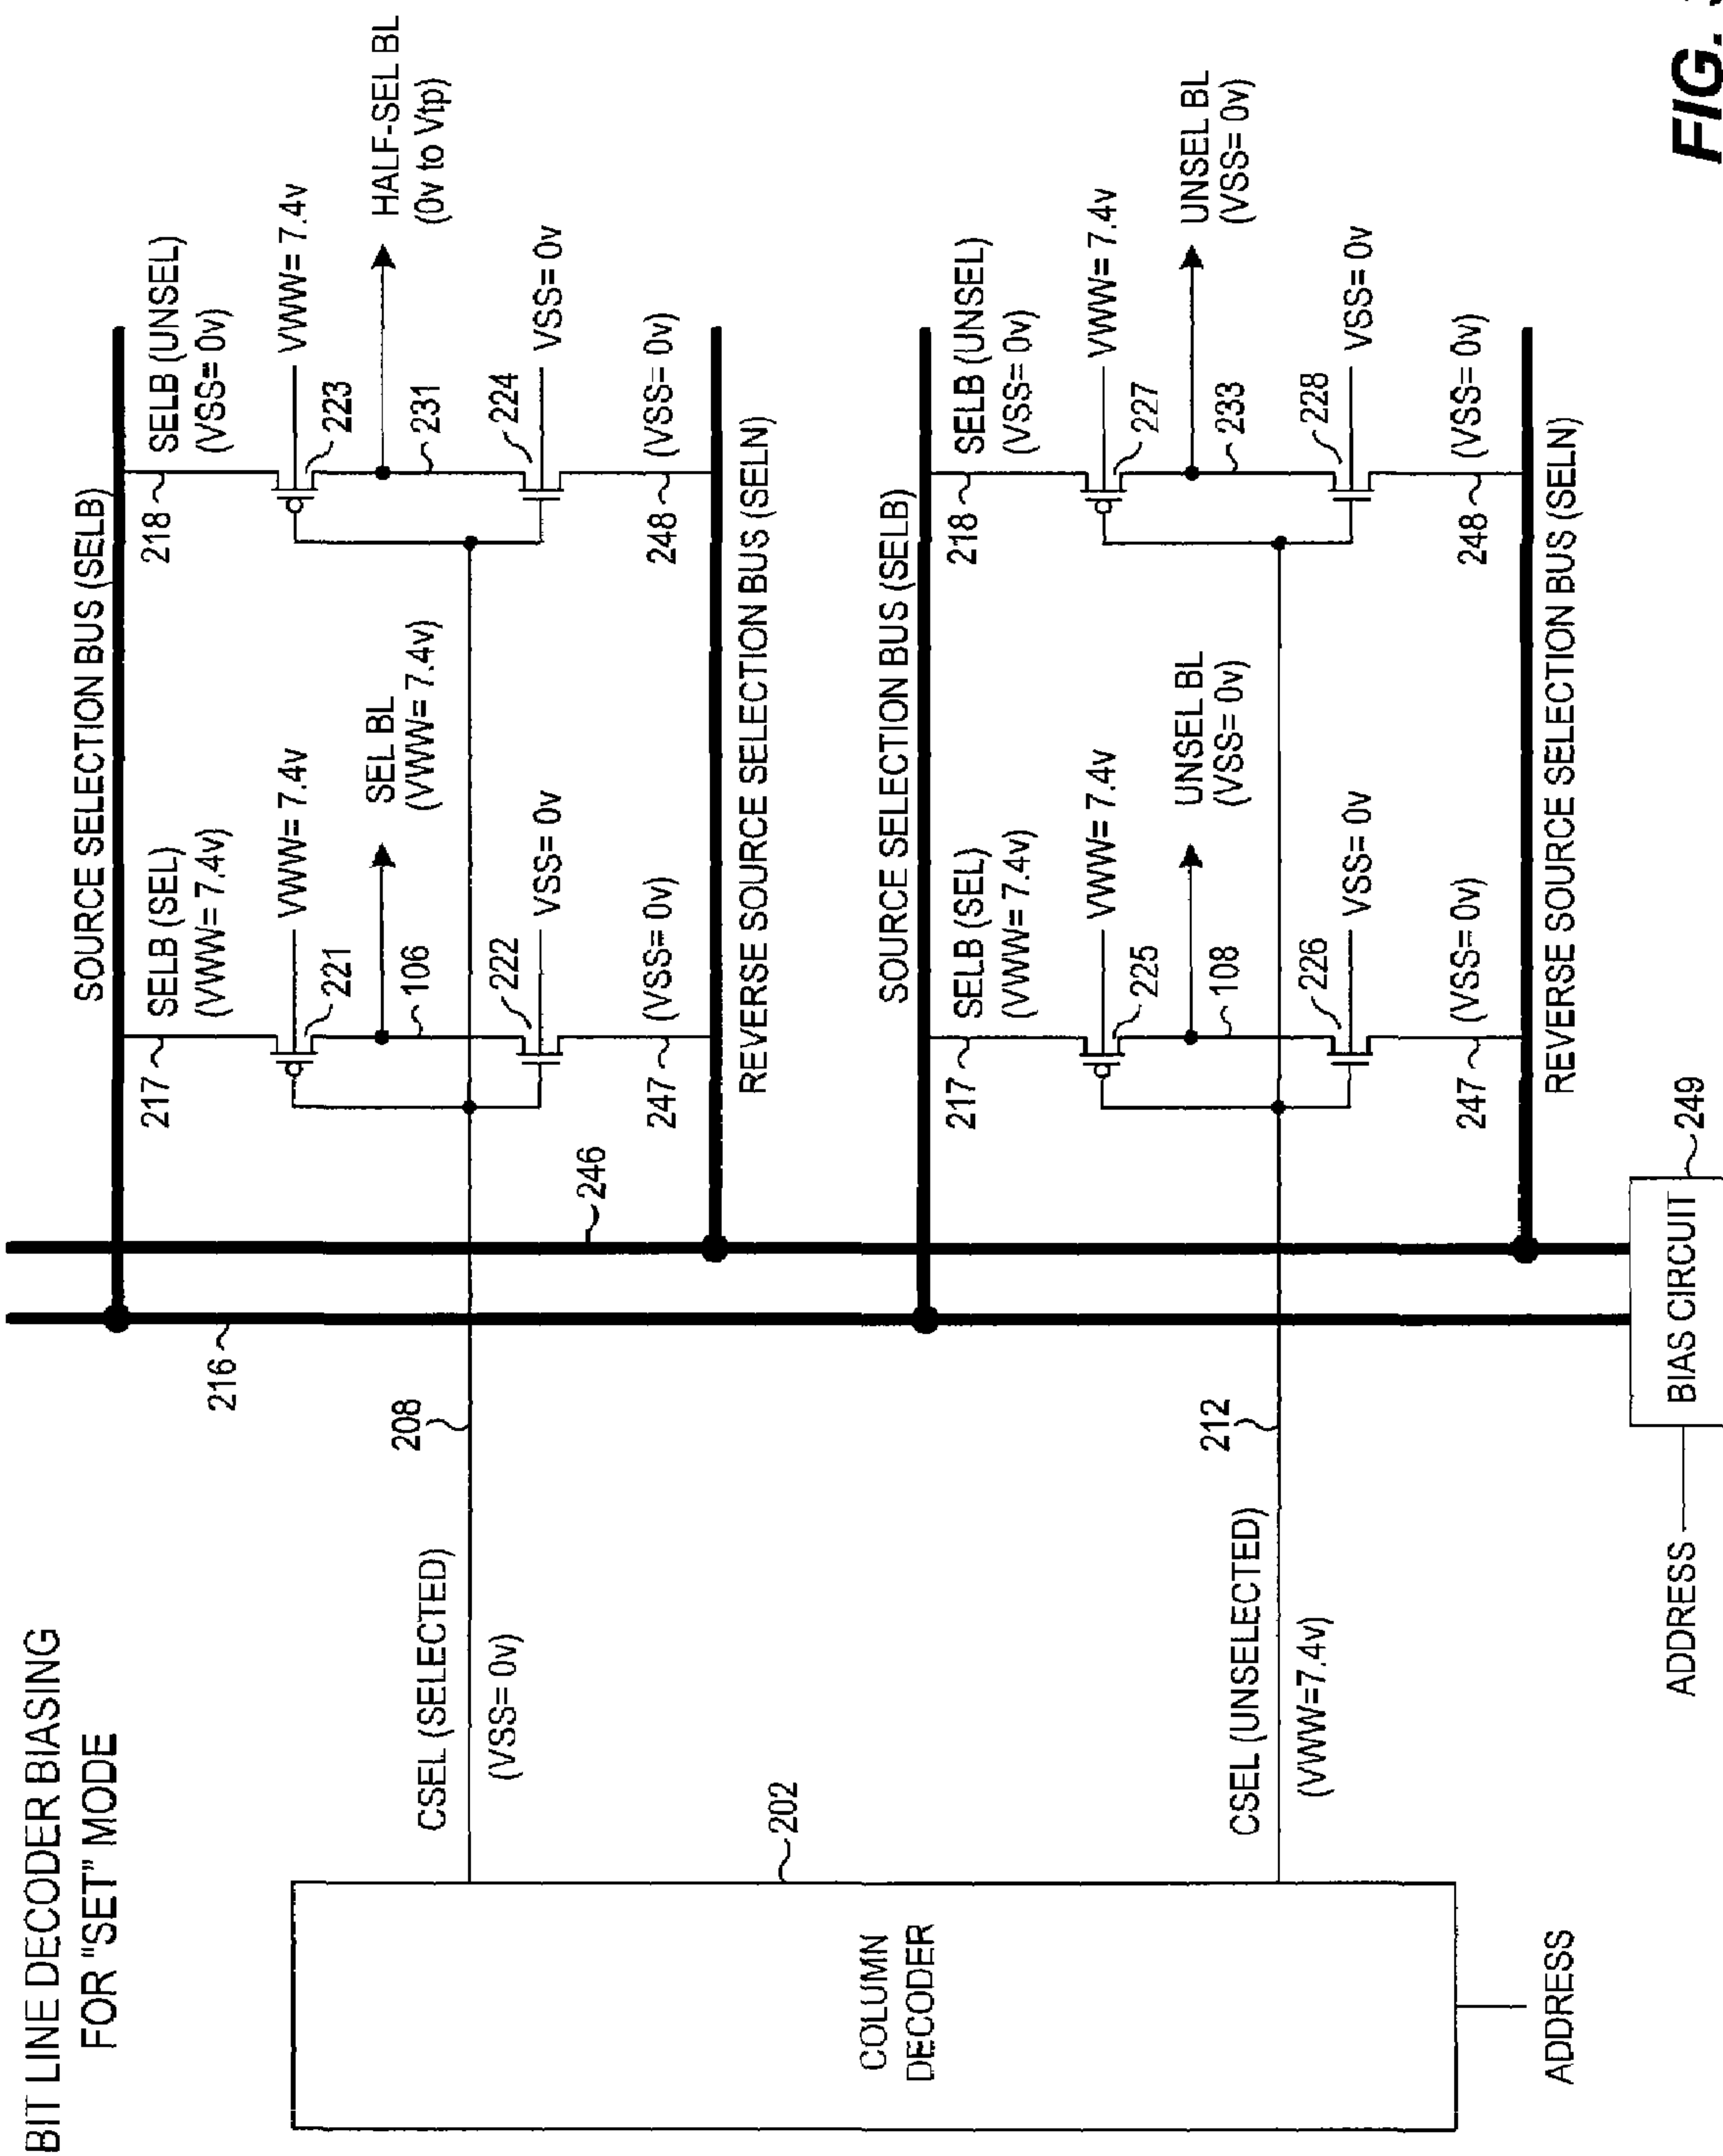 BIT LINE DECODER BIASING
FOR "SET" MODE
SOURCE SELECTION BUS (SELB)
217
SELB (SEL)
(VWW= 7.4v)
218
SELB (UNSEL)
(VSS= 0v)
VWW= 7.4v
221
VWW= 7.4v
223
SEL BL
(VWW= 7.4v)
106
HALF-SEL BL
(0v to Vtp)
231
222
VSS= 0v
224
VSS= 0v
247
(VSS= 0v)
248
(VSS= 0v)
REVERSE SOURCE SELECTION BUS (SELN)
216
246
208
CSEL (SELECTED)
(VSS= 0v)
202
COLUMN
DECODER
ADDRESS
SOURCE SELECTION BUS (SELB)
217
SELB (SEL)
(VWW= 7.4v)
218
SELB (UNSEL)
(VSS= 0v)
VWW= 7.4v
225
VWW= 7.4v
227
UNSEL BL
(VSS= 0v)
108
UNSEL BL
(VSS= 0v)
233
226
VSS= 0v
228
VSS= 0v
247
(VSS= 0v)
248
(VSS= 0v)
REVERSE SOURCE SELECTION BUS (SELN)
212
CSEL (UNSELECTED)
(VWW=7.4v)
ADDRESS
BIAS CIRCUIT
249
FIG.